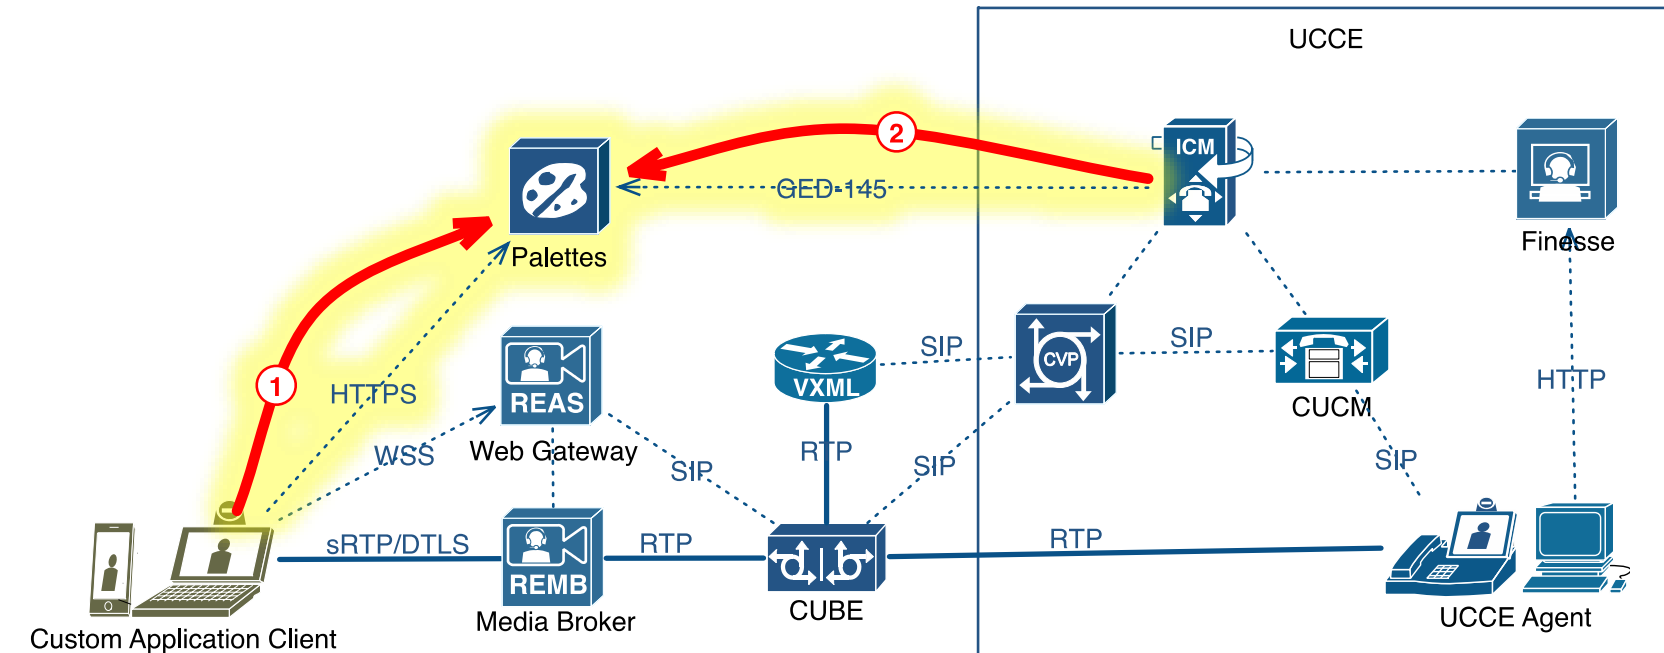 UCCE
2
ICM
GED-145
Palettes
Finesse
1
HTTPS
REAS
Web Gateway
WSS
SIP
VXML
SIP
CVP
SIP
CUCM
HTTP
RTP
SIP
SIP
sRTP/DTLS
REMB
Media Broker
RTP
CUBE
RTP
UCCE Agent
Custom Application Client